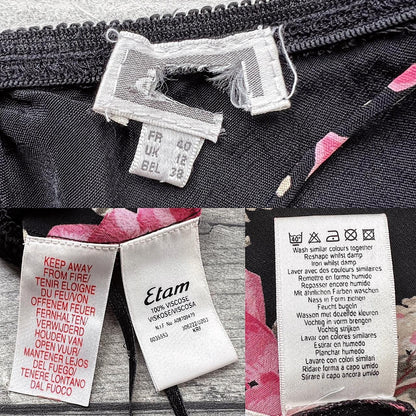 FR 40
UK 12
BEL 38
KEEP AWAY
FROM FIRE/
TENIR ELOIGNE
DU FEU/VON
OFFENEM FEUER
FERNHALTEN/
VERWIJDERD
HOUDEN VAN
OPEN VUUR/
MANTENER LEJOS
DEL FUEGO
TENERE LONTANO
DAL FUOCO
Etam
100% VISCOSE
VISKOSE/VISCOSA
Wash similar colours together
Reshape whilst damp
Iron whilst damp
Laver avec des couleurs similaires
Remettre en forme humide
Repasser encore humide
Mit ähnlichen Farben waschen
Nass in Form ziehen
Feucht bugeln
Wassen met dezelfde kleuren
Vochtig in vorm brengen
Vochtig strijken
Lavar con colores similares
Estirar en humedo
Planchar humedo
Lavare con colori simili
Ridare forma a capo umido
Stirare a capo ancora umido